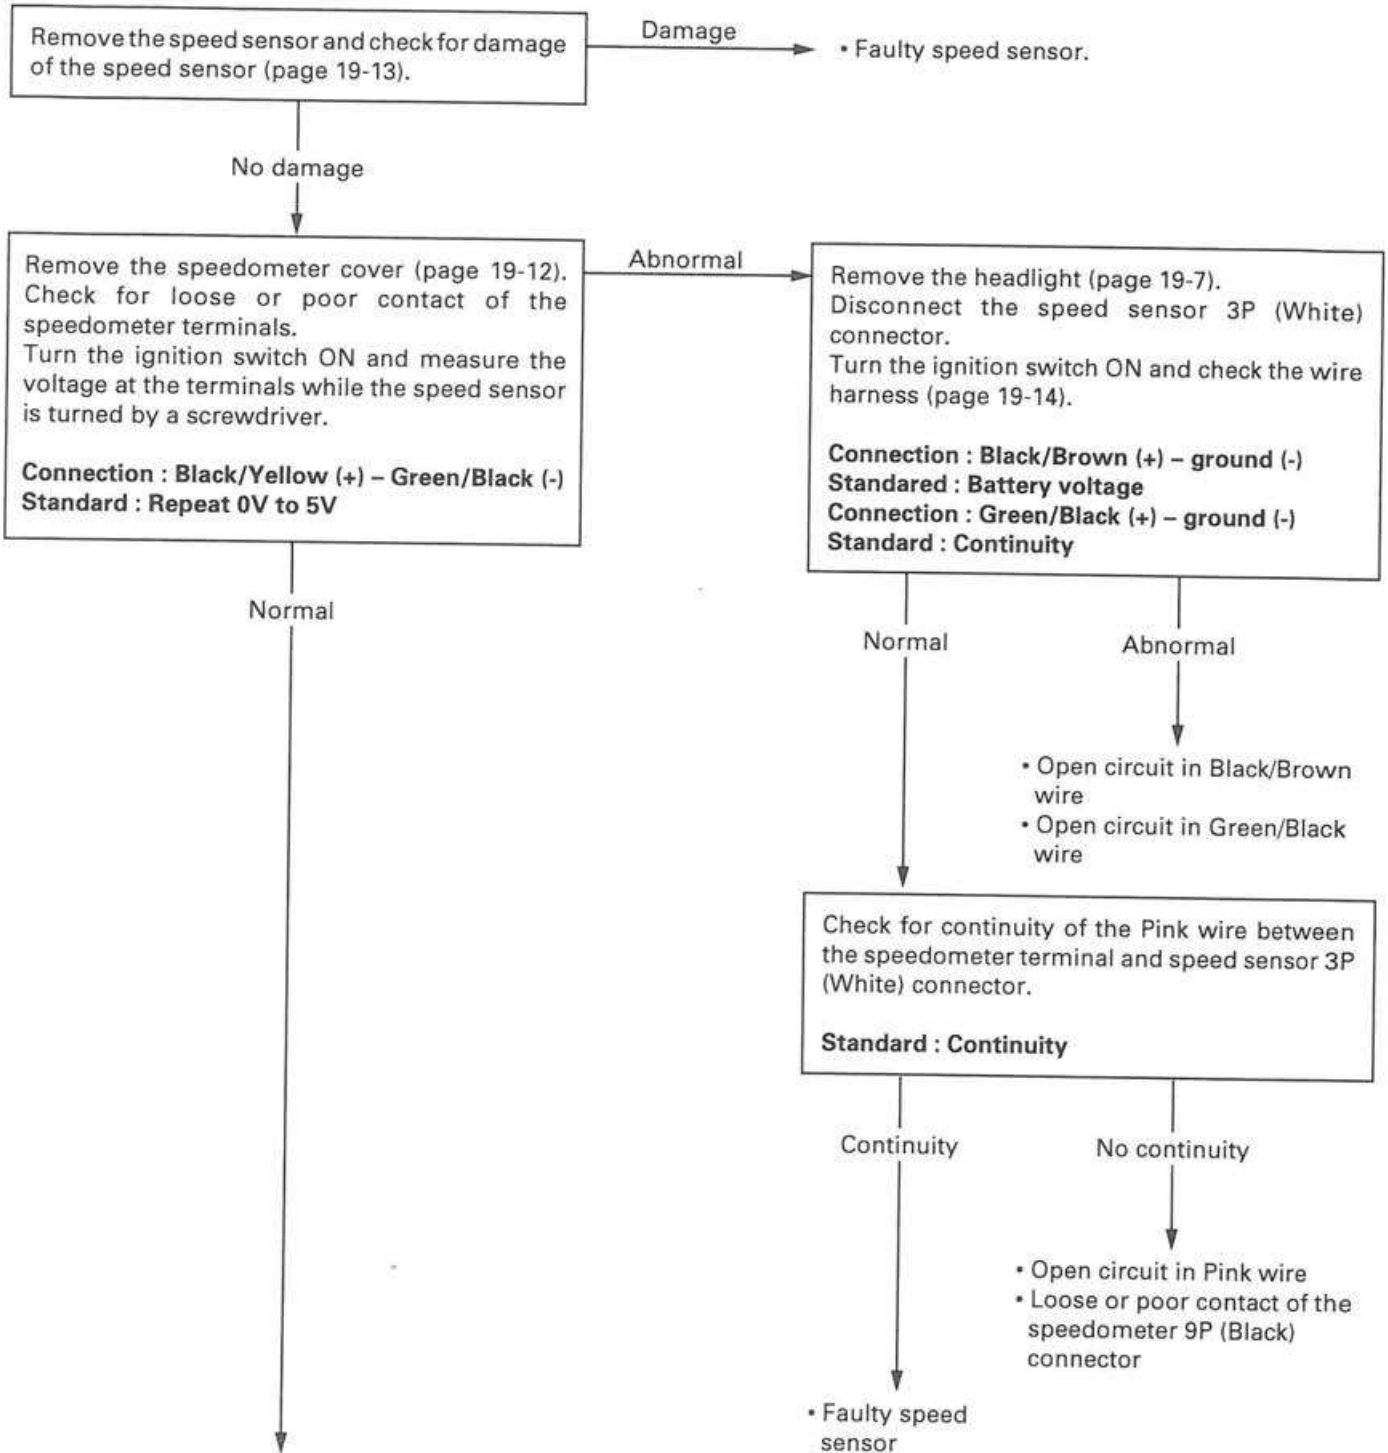 Remove the speed sensor and check for damage
of the speed sensor (page 19-13).
Damage
• Faulty speed sensor.
No damage
Remove the speedometer cover (page 19-12).
Check for loose or poor contact of the
speedometer terminals.
Turn the ignition switch ON and measure the
voltage at the terminals while the speed sensor
is turned by a screwdriver.
Connection : Black/Yellow (+) – Green/Black (-)
Standard : Repeat 0V to 5V
Abnormal
Remove the headlight (page 19-7).
Disconnect the speed sensor 3P (White)
connector.
Turn the ignition switch ON and check the wire
harness (page 19-14).
Connection : Black/Brown (+) – ground (-)
Standared : Battery voltage
Connection : Green/Black (+) – ground (-)
Standard : Continuity
Normal
Normal
Abnormal
• Open circuit in Black/Brown
wire
• Open circuit in Green/Black
wire
Check for continuity of the Pink wire between
the speedometer terminal and speed sensor 3P
(White) connector.
Standard : Continuity
Continuity
No continuity
• Open circuit in Pink wire
• Loose or poor contact of the
speedometer 9P (Black)
connector
• Faulty speed
sensor